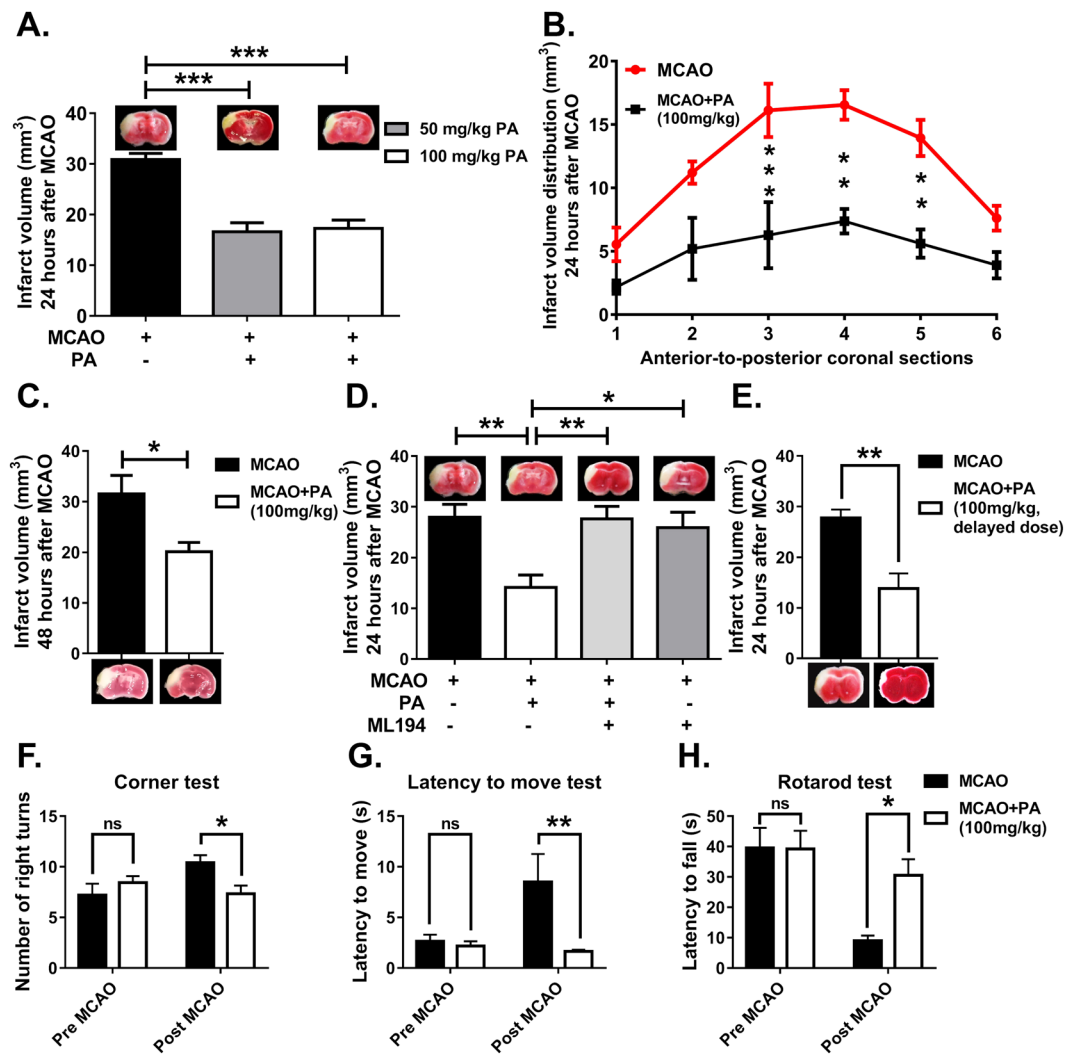 A.
***
***
40
30
20
10
0
Infarct volume (mm³)
24 hours after MCAO
50 mg/kg PA
100 mg/kg PA
MCAO + + +
PA - + +
B.
Infarct volume distribution (mm³)
24 hours after MCAO
20
15
10
5
0
MCAO
MCAO+PA
(100mg/kg)
***
**
**
1 2 3 4 5 6
Anterior-to-posterior coronal sections
C.
Infarct volume (mm³)
48 hours after MCAO
40
30
20
10
0
*
MCAO
MCAO+PA
(100mg/kg)
D.
*
** **
Infarct volume (mm³)
24 hours after MCAO
40
30
20
10
0
MCAO + + + +
PA - + + -
ML194 - - + +
E.
Infarct volume (mm³)
24 hours after MCAO
40
30
20
10
0
**
MCAO
MCAO+PA
(100mg/kg,
delayed dose)
F.
Corner test
Number of right turns
15
10
5
0
ns
*
Pre MCAO
Post MCAO
G.
Latency to move test
Latency to move (s)
15
10
5
0
ns
**
Pre MCAO
Post MCAO
H.
Rotarod test
Latency to fall (s)
50
40
30
20
10
0
ns
*
MCAO
MCAO+PA
(100mg/kg)
Pre MCAO
Post MCAO